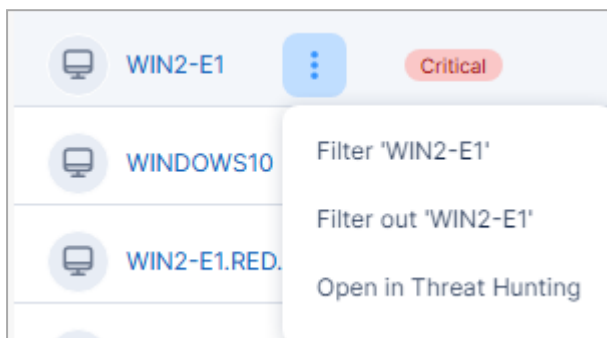 WIN2-E1
Critical
Filter 'WIN2-E1'
WINDOWS10
Filter out 'WIN2-E1'
WIN2-E1.RED.
Open in Threat Hunting